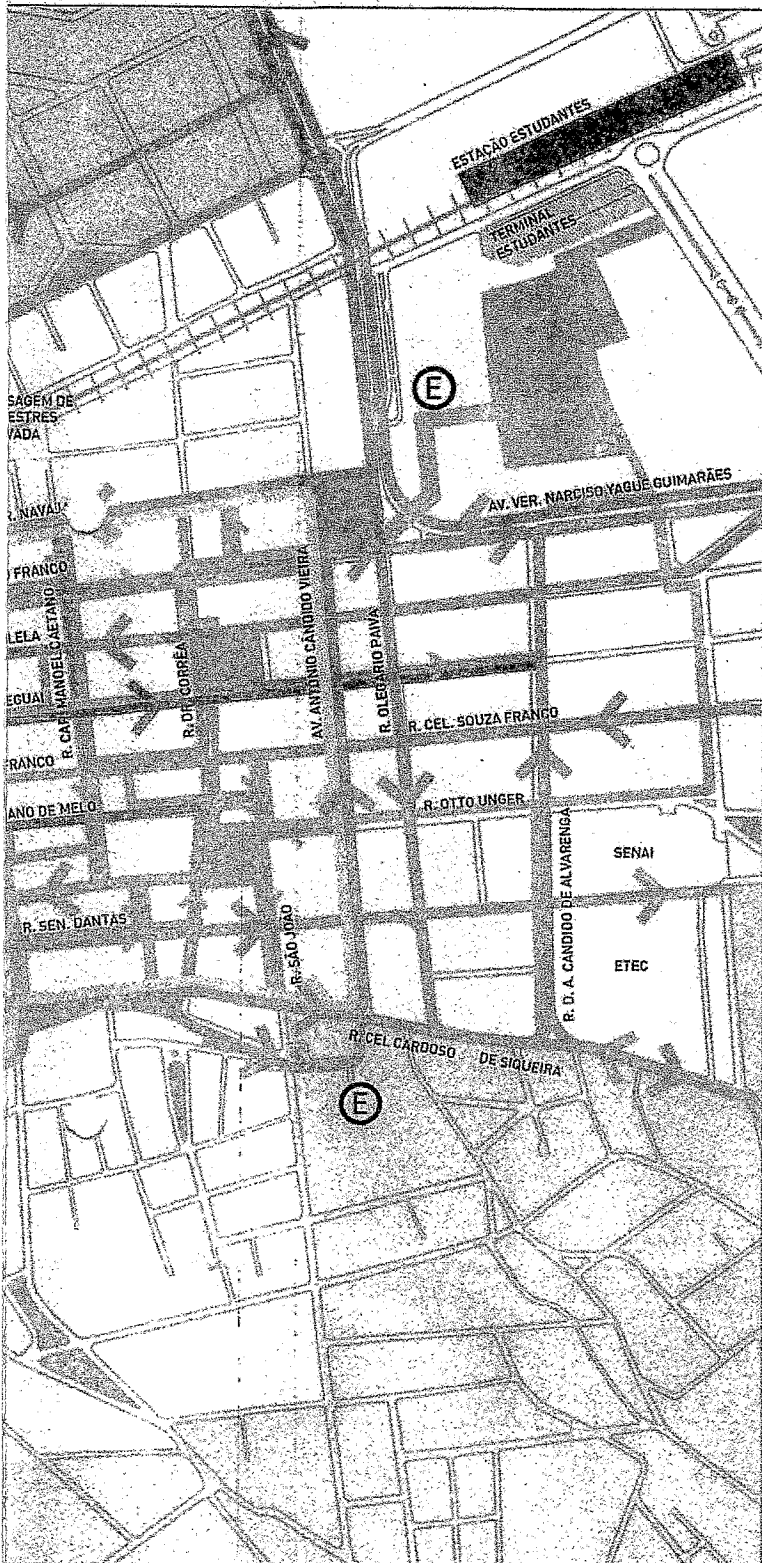 ESTAÇÃO ESTUDANTES
TERMINAL
ESTUDANTES
E
SAGEM DE
ESTRES
VADA
AV. VER. NARCISO YAGUE GUIMARÃES
R. NAVAJ
O FRANCO
R. CAP. MANOEL CAETANO
R. DR. CORRÊA
AV. ANTONIO CANDIDO VIEIRA
R. OLEGÁRIO PAIVA
LELA
EGUAI
R. CEL. SOUZA FRANCO
FRANCO
ANO DE MELO
R. OTTO UNGER
R. D. A. CANDIDO DE ALVARENGA
SENAI
R. SEN. DANTAS
R. SÃO JOÃO
ETEC
R. CEL CARDOSO DE SIQUEIRA
E